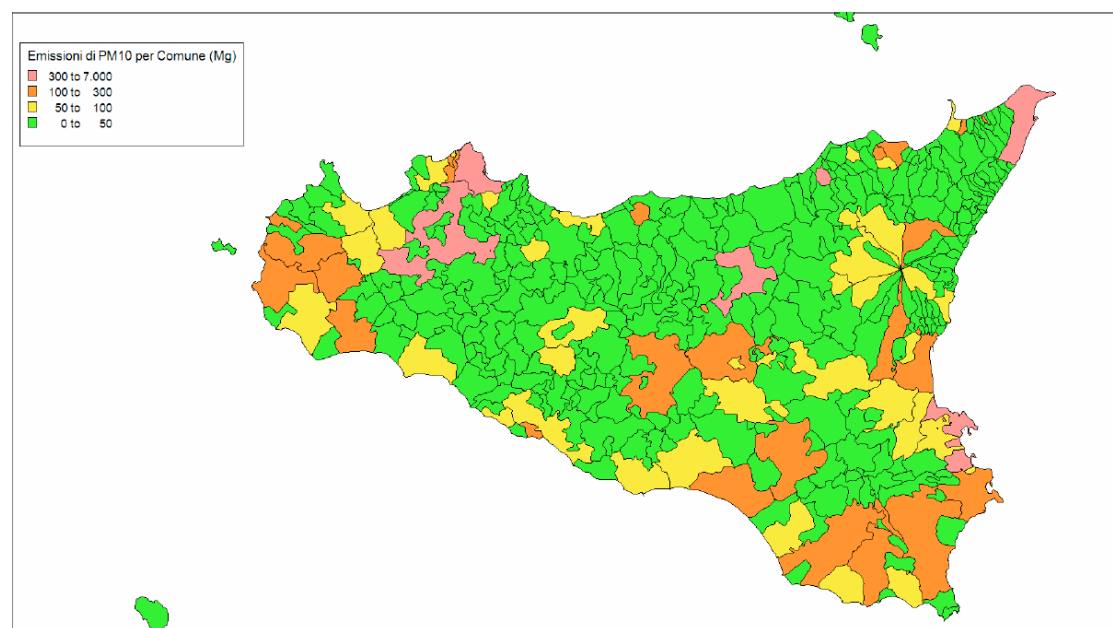 Emissioni di PM10 per Comune (Mg)
300 to 7.000
100 to 300
50 to 100
0 to 50